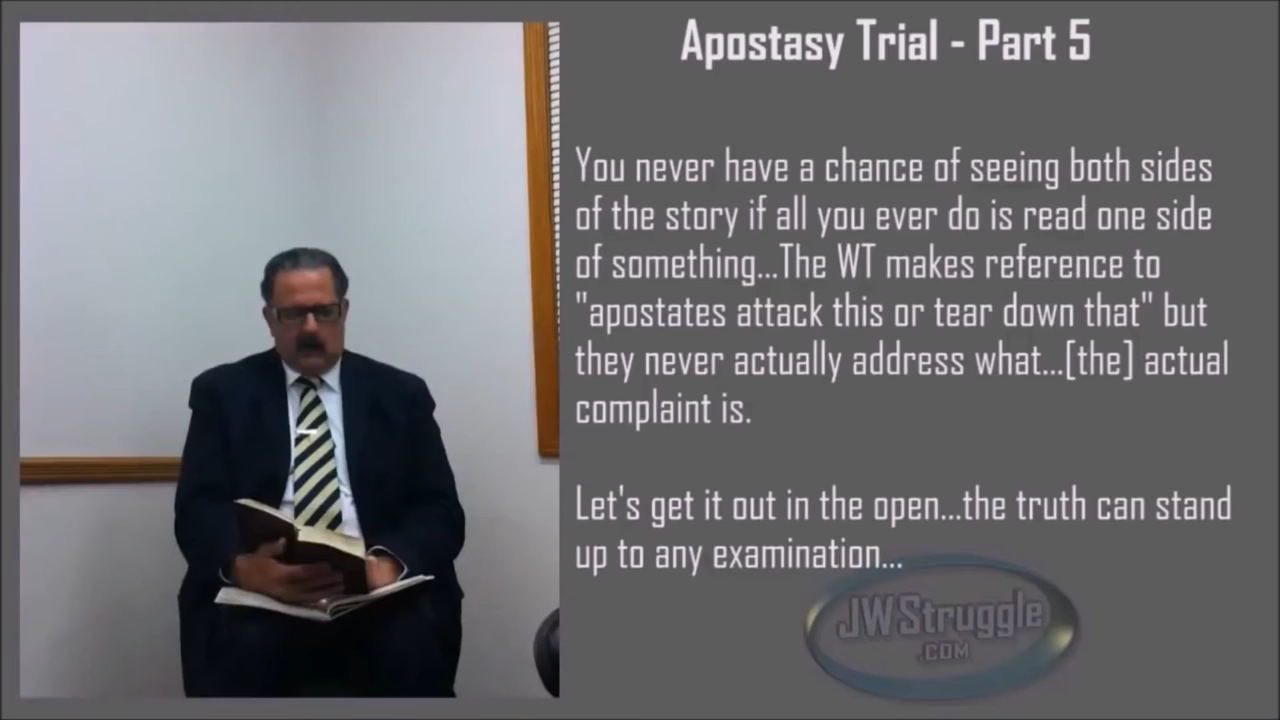 Apostasy Trial - Part 5
You never have a chance of seeing both sides
of the story if all you ever do is read one side
of something...The WT makes reference to
"apostates attack this or tear down that" but
they never actually address what...[the] actual
complaint is.
Let's get it out in the open...the truth can stand
up to any examination...
JWStruggle
.COM